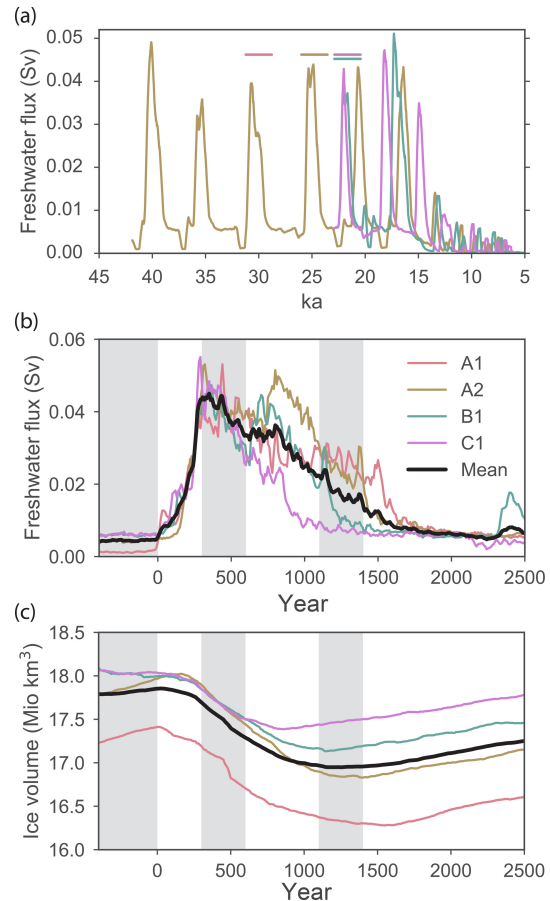 (a)
Freshwater flux (Sv)
0.05
0.04
0.03
0.02
0.01
0.00
45 40 35 30 25 20 15 10 5
ka
(b)
Freshwater flux (Sv)
0.06
0.04
0.02
0.00
A1
A2
B1
C1
Mean
0 500 1000 1500 2000 2500
Year
(c)
Ice volume (Mio km³)
18.5
18.0
17.5
17.0
16.5
16.0
0 500 1000 1500 2000 2500
Year